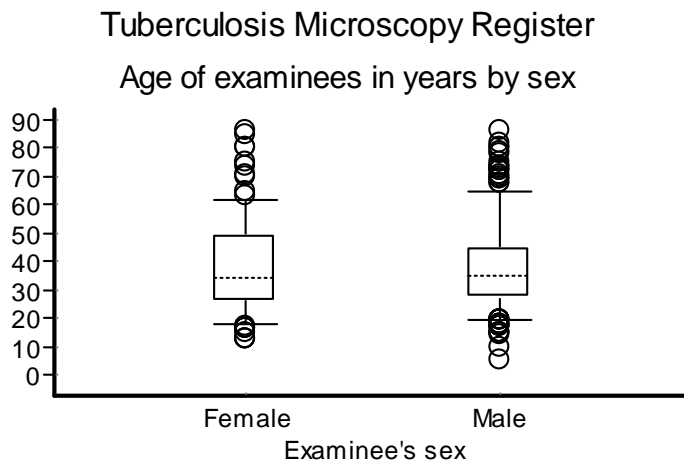 Tuberculosis Microscopy Register
Age of examinees in years by sex
90
80
70
60
50
40
30
20
10
0
Female Male
Examinee's sex